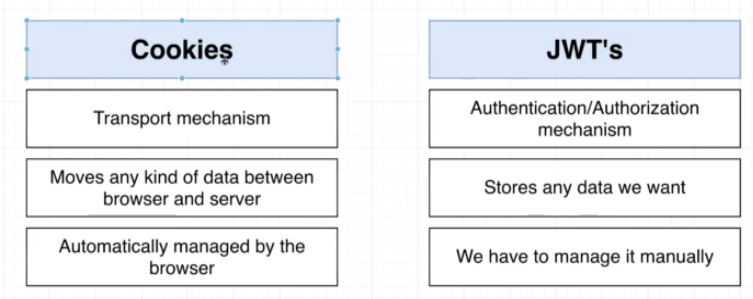 Cookies
Transport mechanism
Moves any kind of data between
browser and server
Automatically managed by the
browser
JWT's
Authentication/Authorization
mechanism
Stores any data we want
We have to manage it manually